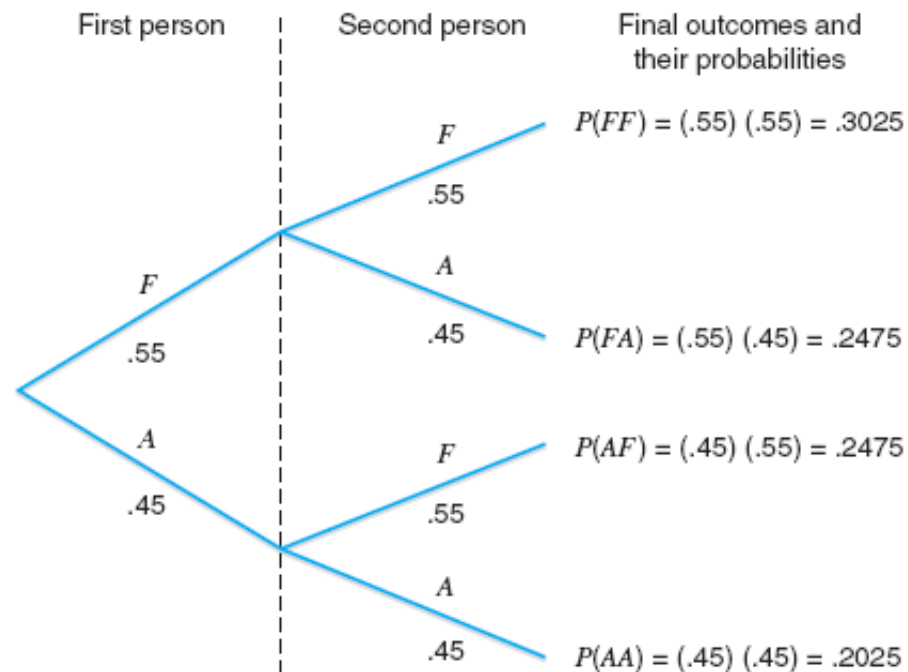 First person
Second person
Final outcomes and
their probabilities
F
.55
A
.45
F
.55
A
.45
F
.55
A
.45
P(FF) = (.55) (.55) = .3025
P(FA) = (.55) (.45) = .2475
P(AF) = (.45) (.55) = .2475
P(AA) = (.45) (.45) = .2025